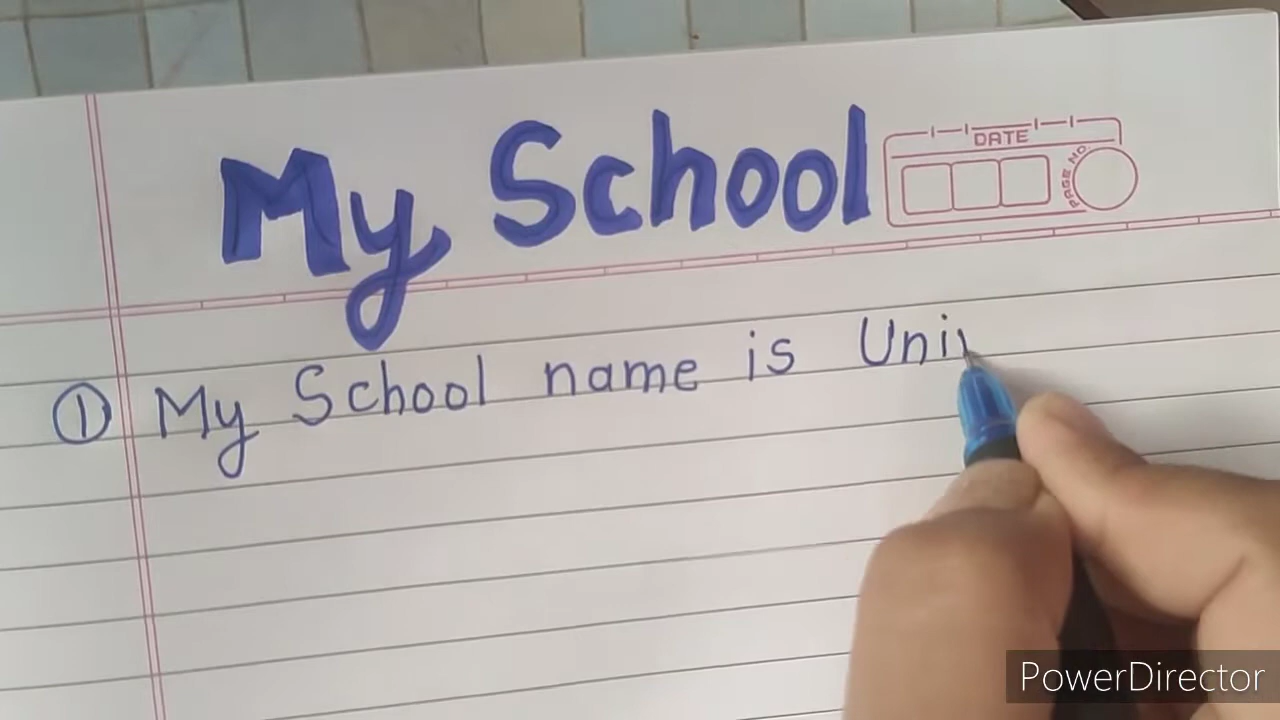 My School
DATE
PAGE NO
① My School name is Uni
PowerDirector